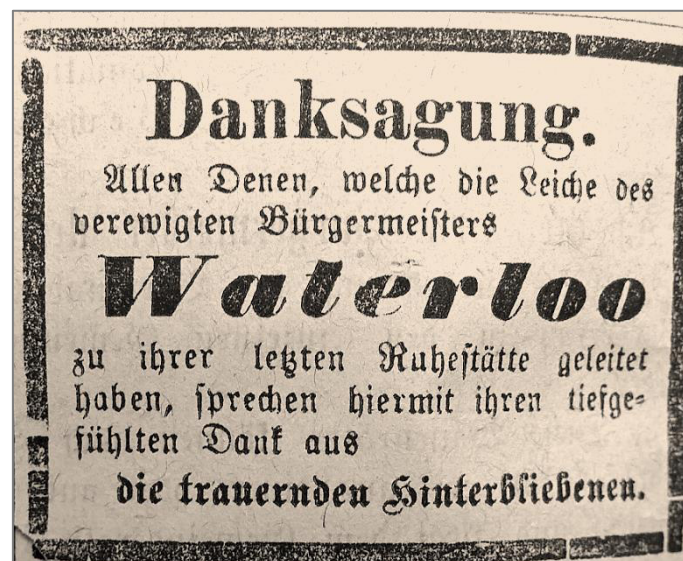 Danksagung.
Allen Denen, welche die Leiche des
verewigten Bürgermeisters
Waterloo
zu ihrer letzten Ruhestätte geleitet
haben, sprechen hiermit ihren tiefge-
fühlten Dank aus
die trauernden Hinterbliebenen.